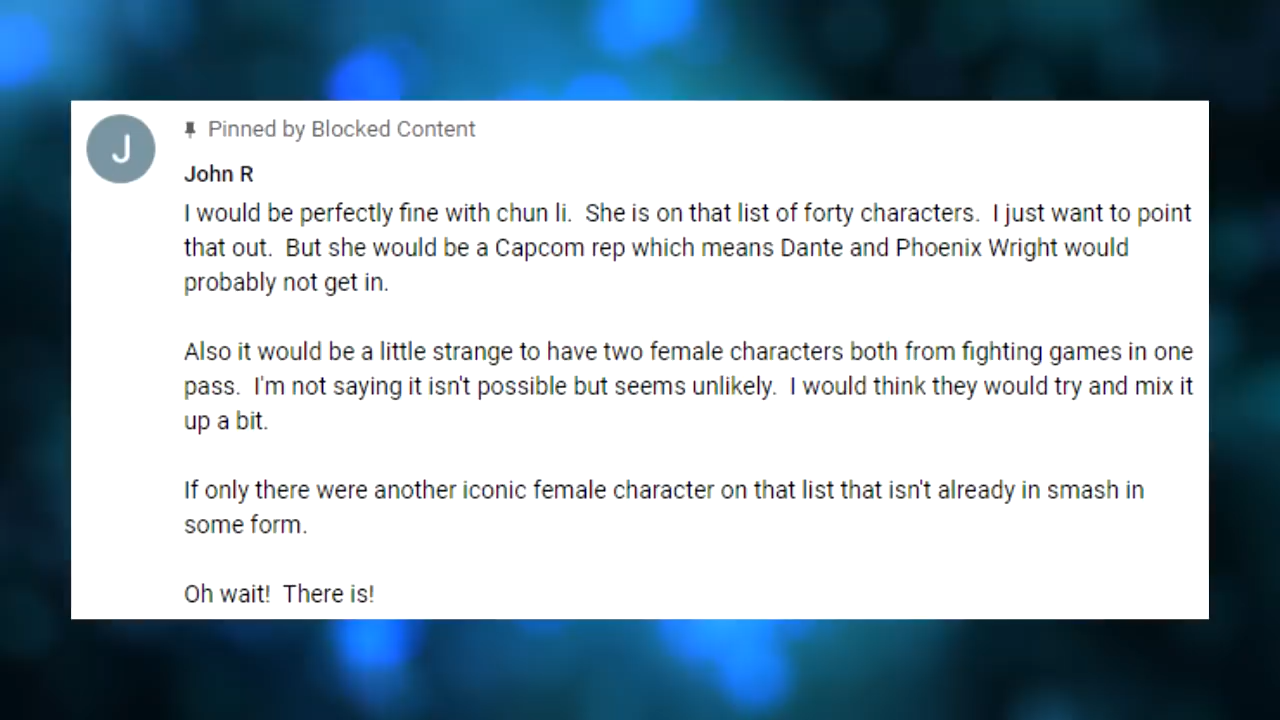 J
Pinned by Blocked Content
John R
I would be perfectly fine with chun li.  She is on that list of forty characters.  I just want to point
that out.  But she would be a Capcom rep which means Dante and Phoenix Wright would
probably not get in.
Also it would be a little strange to have two female characters both from fighting games in one
pass.  I'm not saying it isn't possible but seems unlikely.  I would think they would try and mix it
up a bit.
If only there were another iconic female character on that list that isn't already in smash in
some form.
Oh wait!  There is!